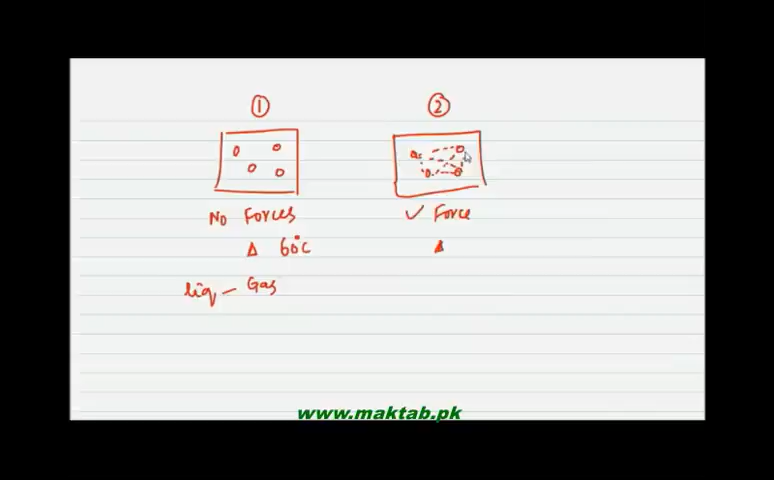 ① ②
No Forces ✓ Force
Δ 60°C Δ
liq – Gas
www.maktab.pk